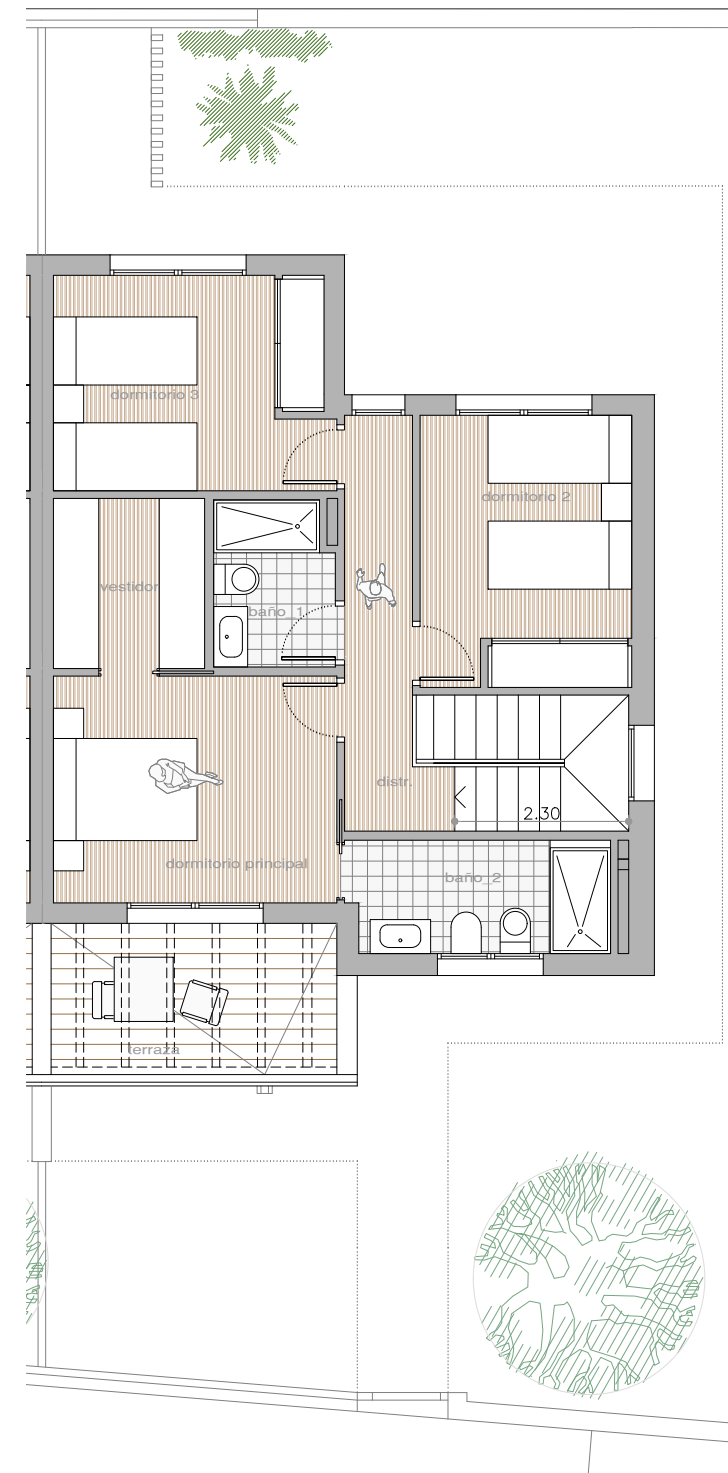 dormitorio 3
dormitorio 2
vestidor
baño_1
distr.
2.30
dormitorio principal
baño_2
terraza